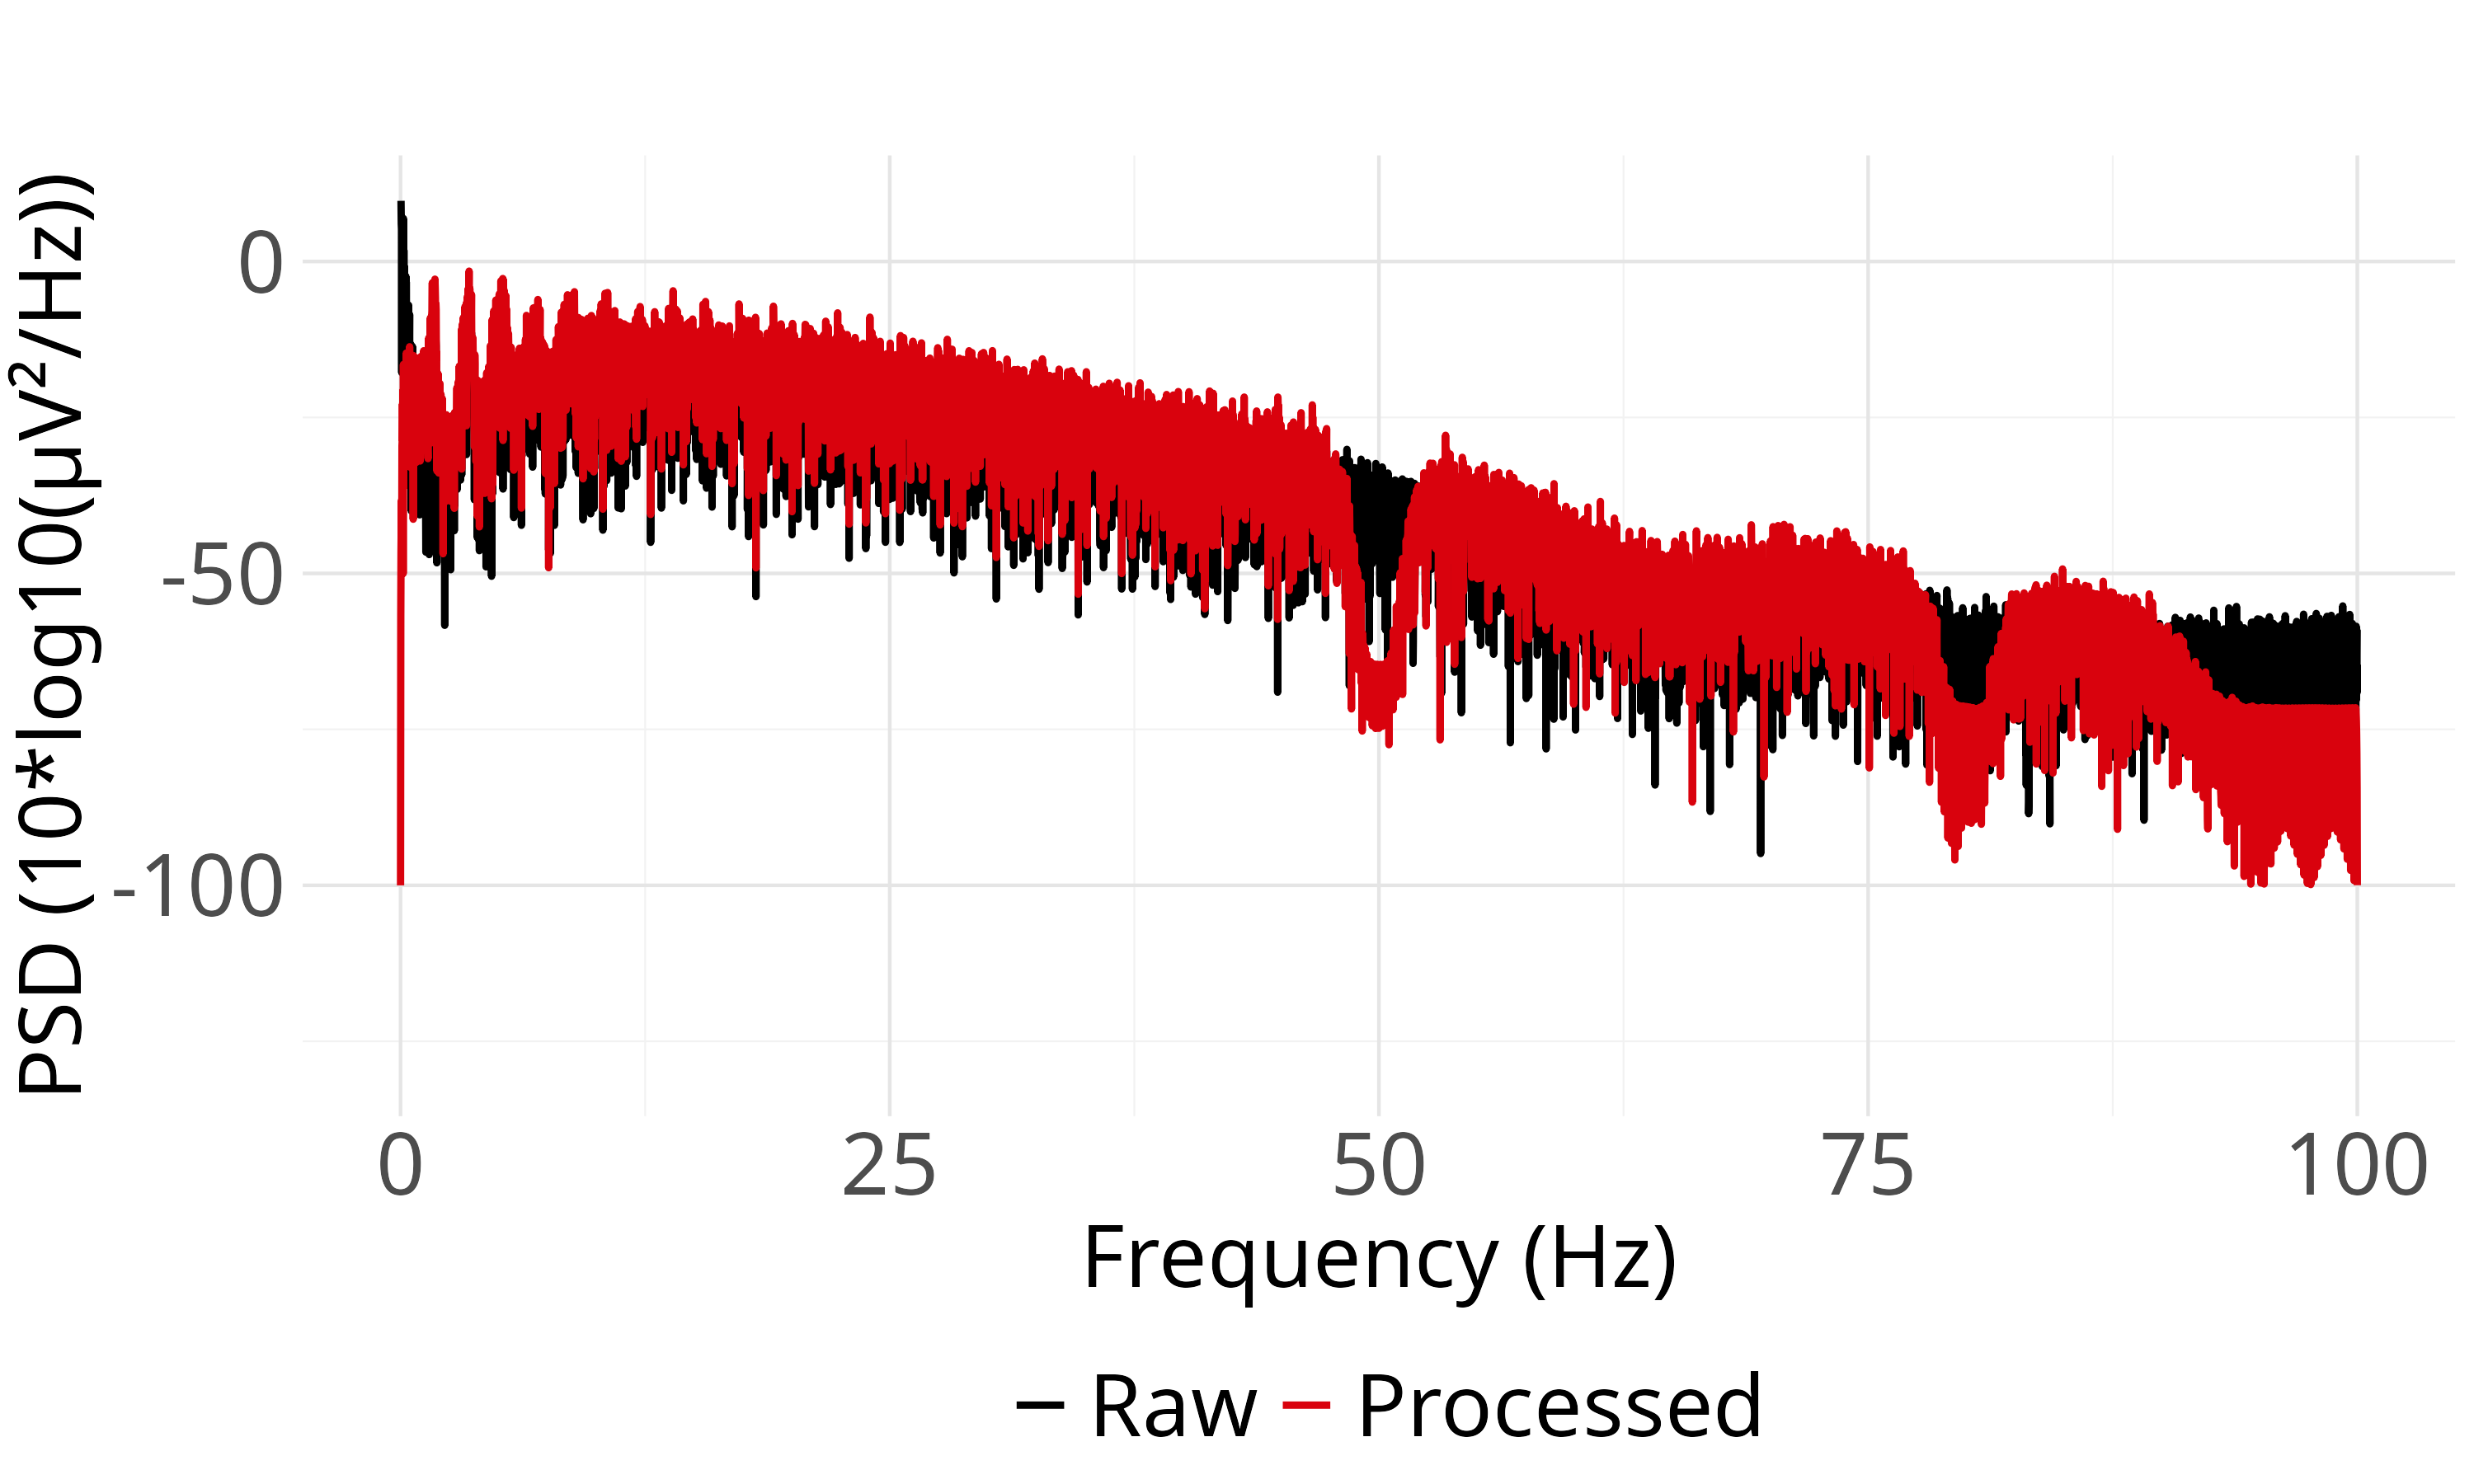 PSD (10*log10(µV²/Hz))
0
-50
-100
0 25 50 75 100
Frequency (Hz)
Raw Processed